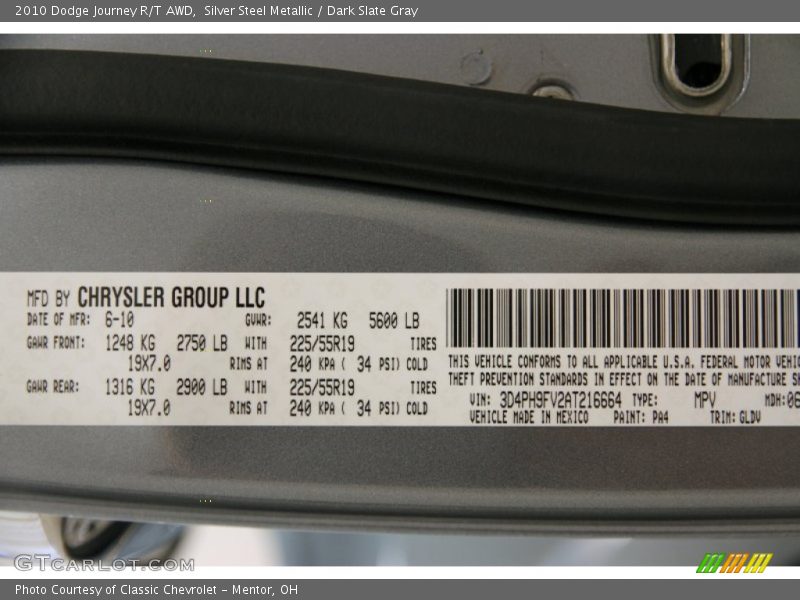 2010 Dodge Journey R/T AWD, Silver Steel Metallic / Dark Slate Gray
MFD BY CHRYSLER GROUP LLC
DATE OF MFR: 6-10 GVWR: 2541 KG 5600 LB
GAWR FRONT: 1248 KG 2750 LB WITH 225/55R19 TIRES
19X7.0 RIMS AT 240 KPA ( 34 PSI) COLD
GAWR REAR: 1316 KG 2900 LB WITH 225/55R19 TIRES
19X7.0 RIMS AT 240 KPA ( 34 PSI) COLD
THIS VEHICLE CONFORMS TO ALL APPLICABLE U.S.A. FEDERAL MOTOR VEHIC
THEFT PREVENTION STANDARDS IN EFFECT ON THE DATE OF MANUFACTURE SH
VIN: 3D4PH9FV2AT216664 TYPE: MPV MDH: 06
VEHICLE MADE IN MEXICO PAINT: PA4 TRIM: GLDV
GTCARLOT.COM
Photo Courtesy of Classic Chevrolet - Mentor, OH